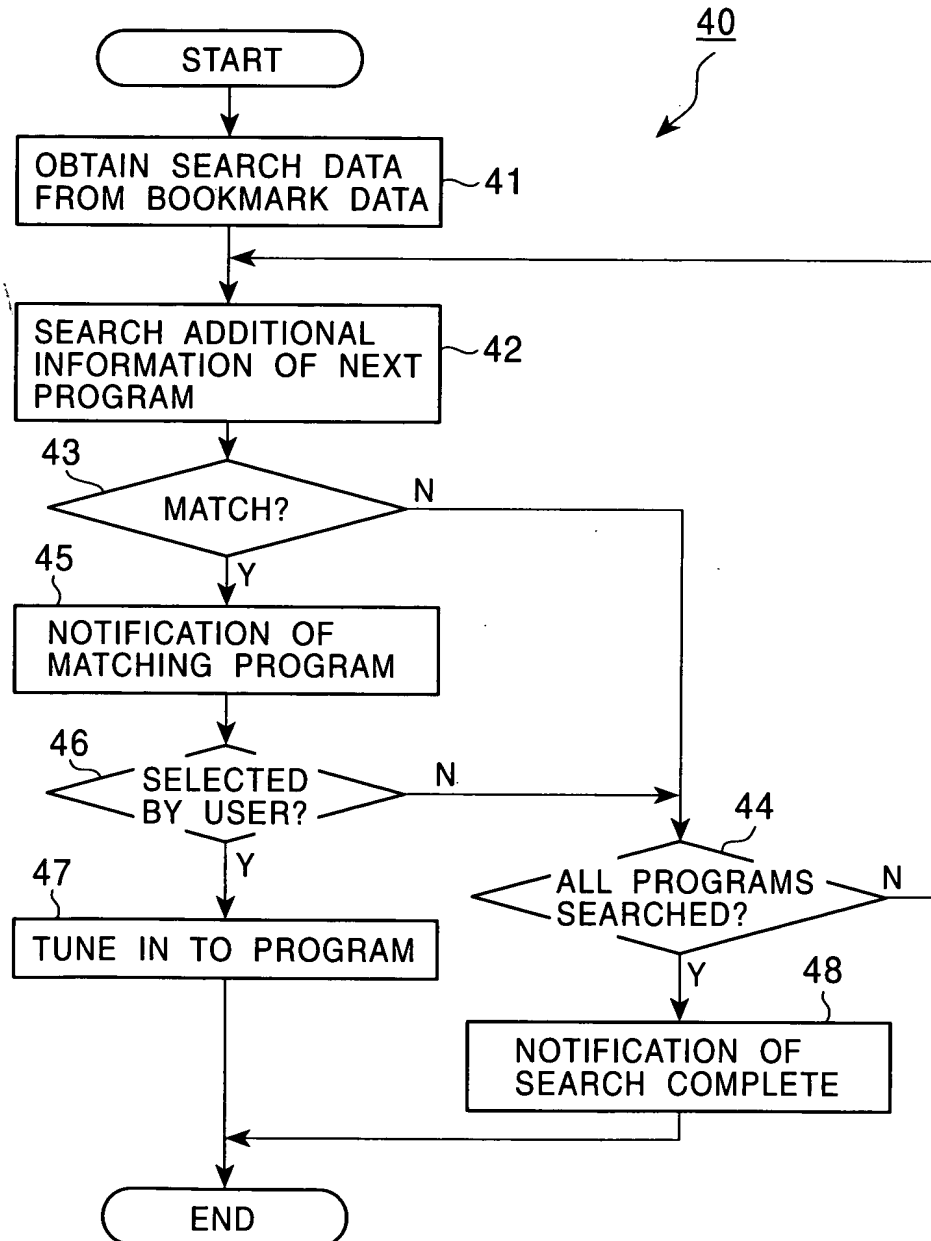 40
START
OBTAIN SEARCH DATA
FROM BOOKMARK DATA
41
SEARCH ADDITIONAL
INFORMATION OF NEXT
PROGRAM
42
43
MATCH?
N
Y
45
NOTIFICATION OF
MATCHING PROGRAM
46
SELECTED
BY USER?
N
Y
44
ALL PROGRAMS
SEARCHED?
N
Y
47
TUNE IN TO PROGRAM
48
NOTIFICATION OF
SEARCH COMPLETE
END